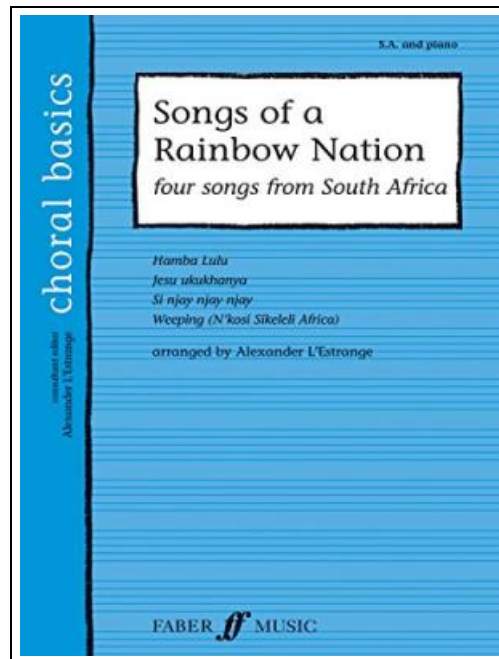 S.A. and piano
Songs of a
Rainbow Nation
four songs from South Africa
Hamba Lulu
Jesu ukukhanya
Si njay njay njay
Weeping (N'kosi Sikeleli Africa)
arranged by Alexander L'Estrange
choral basics
consultant editor
Alexander L'Estrange
FABER ff MUSIC